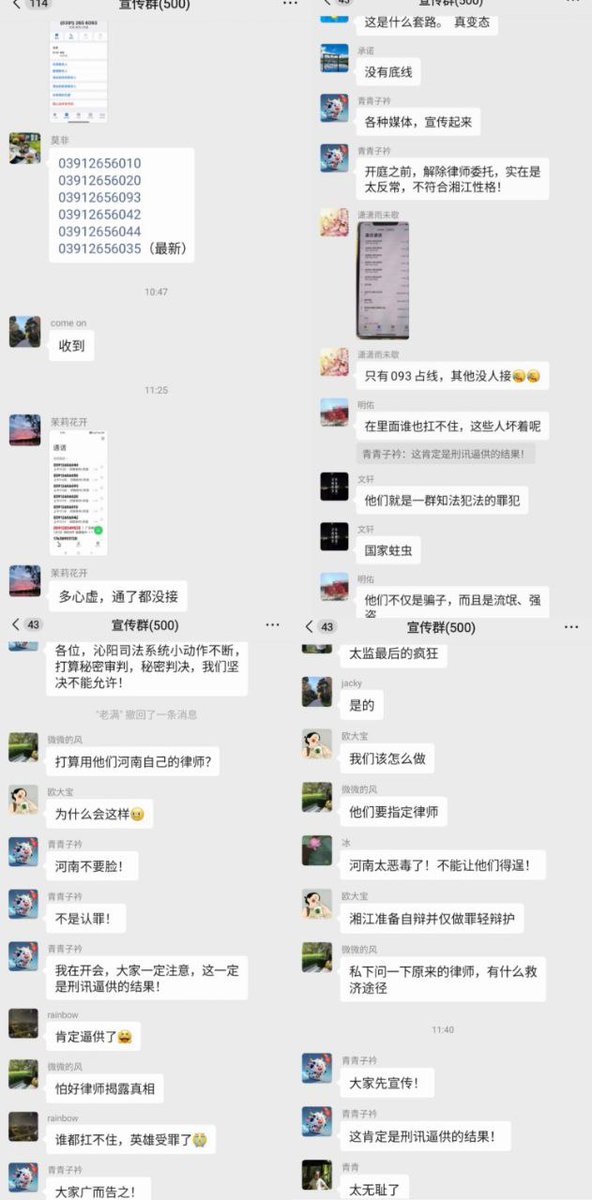 114
宣传群(500)
莫非
03912656010
03912656020
03912656093
03912656042
03912656044
03912656035（最新）
10:47
come on
收到
11:25
茉莉花开
通话
茉莉花开
多心虚，通了都没接
43
宣传群(500)
这是什么套路。 真变态
承诺
没有底线
青青子衿
各种媒体，宣传起来
青青子衿
开庭之前，解除律师委托，实在是
太反常，不符合湘江性格！
潇潇雨未歇
潇潇雨未歇
只有 093 占线，其他没人接
明佑
在里面谁也扛不住，这些人坏着呢
青青子衿：这肯定是刑讯逼供的结果！
文轩
他们就是一群知法犯法的罪犯
文轩
国家蛀虫
明佑
他们不仅是骗子，而且是流氓、强
盗
43
宣传群(500)
各位，沁阳司法系统小动作不断，
打算秘密审判，秘密判决，我们坚
决不能允许！
"老满" 撤回了一条消息
微微的风
打算用他们河南自己的律师？
欧大宝
为什么会这样
青青子衿
河南不要脸！
青青子衿
不是认罪！
青青子衿
我在开会，大家一定注意，这一定
是刑讯逼供的结果！
rainbow
肯定逼供了
微微的风
怕好律师揭露真相
rainbow
谁都扛不住，英雄受罪了
青青子衿
大家广而告之！
43
宣传群(500)
太监最后的疯狂
jacky
是的
欧大宝
我们该怎么做
微微的风
他们要指定律师
冰
河南太恶毒了！不能让他们得逞！
欧大宝
湘江准备自辩并仅做罪轻辩护
微微的风
私下问一下原来的律师，有什么救
济途径
11:40
青青子衿
大家先宣传！
青青子衿
这肯定是刑讯逼供的结果！
青青
太无耻了